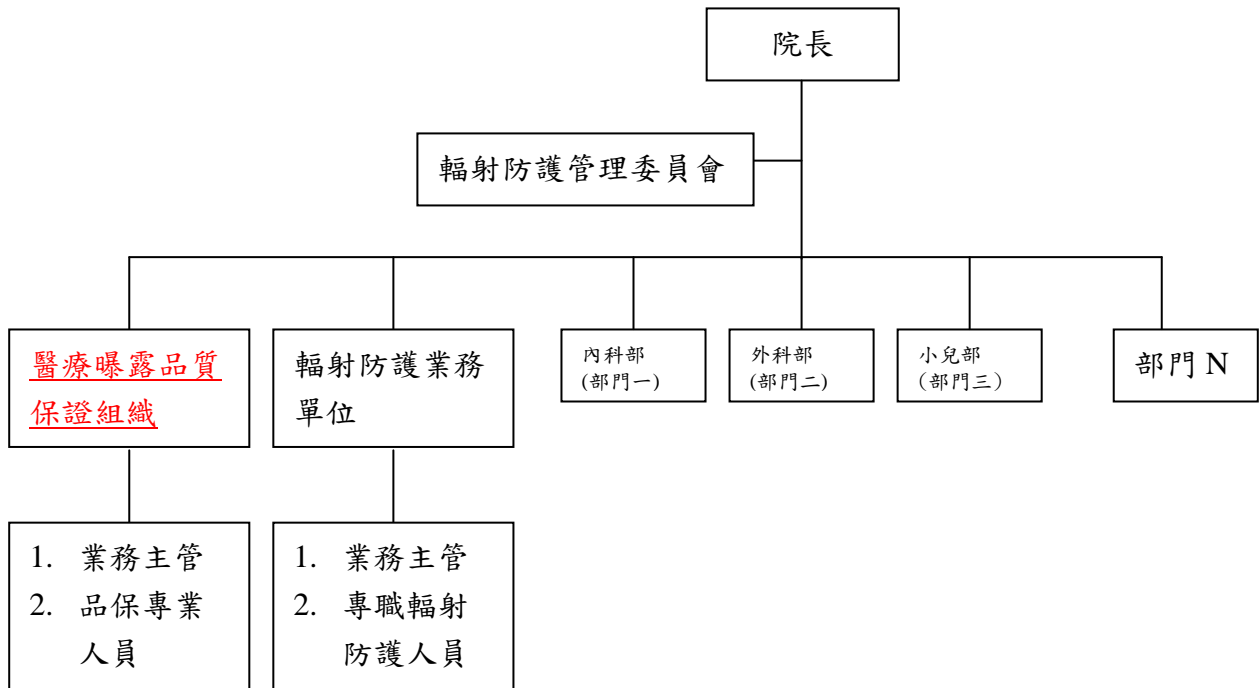 院長
輻射防護管理委員會
醫療曝露品質
保證組織
輻射防護業務
單位
內科部
(部門一)
外科部
(部門二)
小兒部
（部門三）
部門 N
1. 業務主管
2. 品保專業
人員
1. 業務主管
2. 專職輻射
防護人員